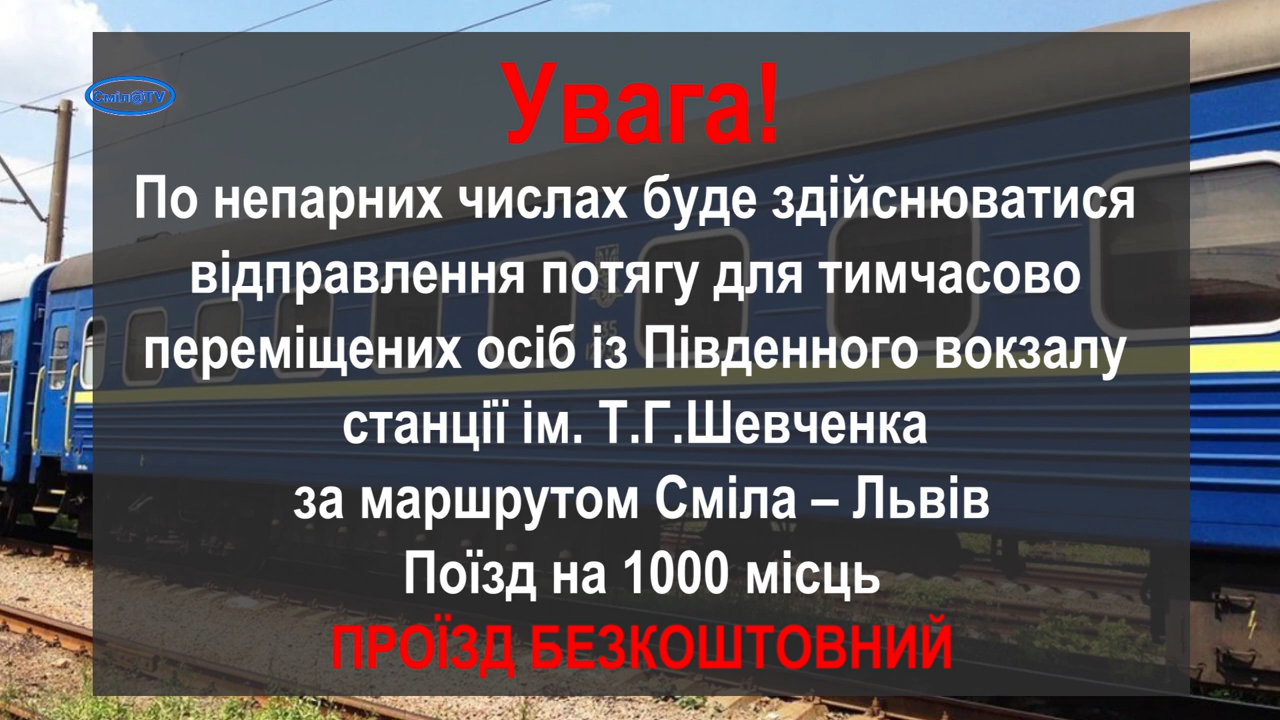 Сміл@TV
Увага!
По непарних числах буде здійснюватися
відправлення потягу для тимчасово
переміщених осіб із Південного вокзалу
станції ім. Т.Г.Шевченка
за маршрутом Сміла – Львів
Поїзд на 1000 місць
ПРОЇЗД БЕЗКОШТОВНИЙ